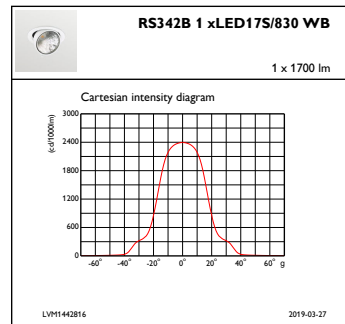 RS342B 1 xLED17S/830 WB
1 x 1700 lm
Cartesian intensity diagram
(cd/1000lm)
3000
2400
1800
1200
600
0
-60° -40° -20° 0° 20° 40° 60° g
LVM1442816 2019-03-27